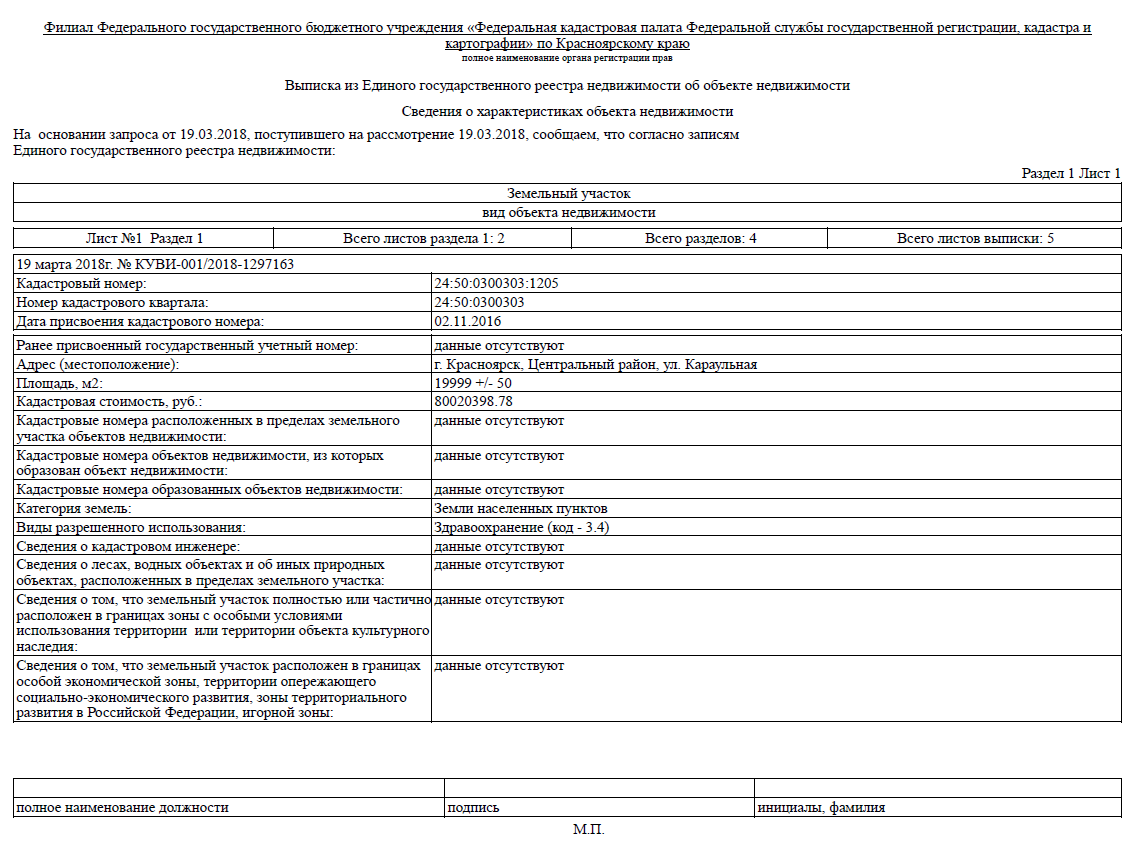 Филиал Федерального государственного бюджетного учреждения «Федеральная кадастровая палата Федеральной службы государственной регистрации, кадастра и
картографии» по Красноярскому краю
полное наименование органа регистрации прав
Выписка из Единого государственного реестра недвижимости об объекте недвижимости
Сведения о характеристиках объекта недвижимости
На основании запроса от 19.03.2018, поступившего на рассмотрение 19.03.2018, сообщаем, что согласно записям
Единого государственного реестра недвижимости:
Раздел 1 Лист 1
Земельный участок
вид объекта недвижимости
Лист №1 Раздел 1 Всего листов раздела 1: 2 Всего разделов: 4 Всего листов выписки: 5
19 марта 2018г. № КУВИ-001/2018-1297163
Кадастровый номер: 24:50:0300303:1205
Номер кадастрового квартала: 24:50:0300303
Дата присвоения кадастрового номера: 02.11.2016
Ранее присвоенный государственный учетный номер: данные отсутствуют
Адрес (местоположение): г. Красноярск, Центральный район, ул. Караульная
Площадь, м2: 19999 +/- 50
Кадастровая стоимость, руб.: 80020398.78
Кадастровые номера расположенных в пределах земельного данные отсутствуют
участка объектов недвижимости:
Кадастровые номера объектов недвижимости, из которых данные отсутствуют
образован объект недвижимости:
Кадастровые номера образованных объектов недвижимости: данные отсутствуют
Категория земель: Земли населенных пунктов
Виды разрешенного использования: Здравоохранение (код - 3.4)
Сведения о кадастровом инженере: данные отсутствуют
Сведения о лесах, водных объектах и об иных природных данные отсутствуют
объектах, расположенных в пределах земельного участка:
Сведения о том, что земельный участок полностью или частично данные отсутствуют
расположен в границах зоны с особыми условиями
использования территории или территории объекта культурного
наследия:
Сведения о том, что земельный участок расположен в границах данные отсутствуют
особой экономической зоны, территории опережающего
социально-экономического развития, зоны территориального
развития в Российской Федерации, игорной зоны:
полное наименование должности подпись инициалы, фамилия
М.П.